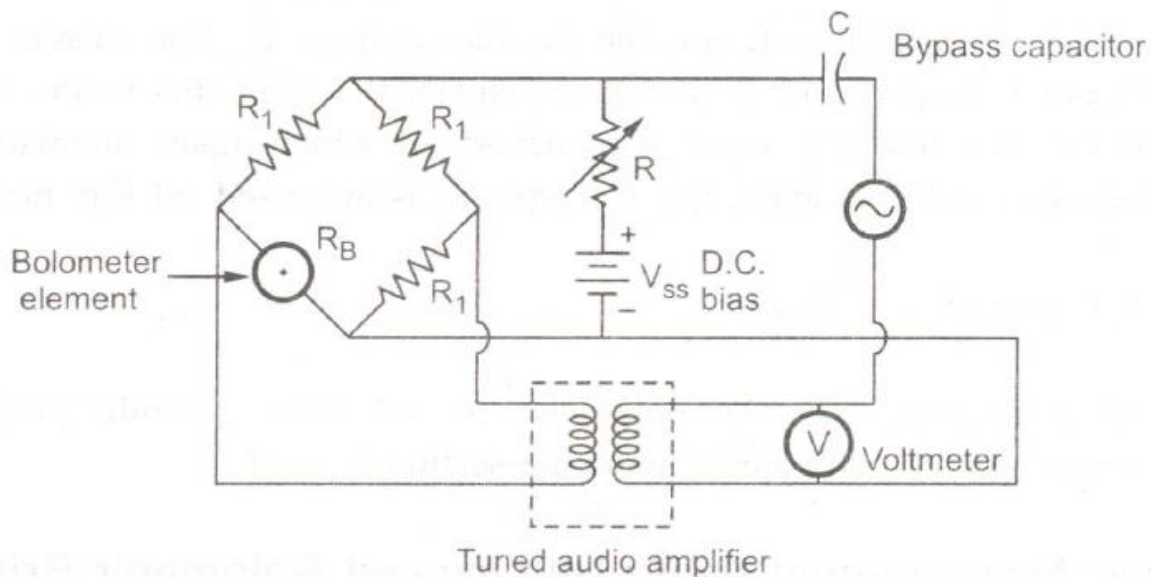 C
Bypass capacitor
R1
R1
R
RB
Bolometer
element
R1
+
Vss
D.C.
bias
−
V
Voltmeter
Tuned audio amplifier